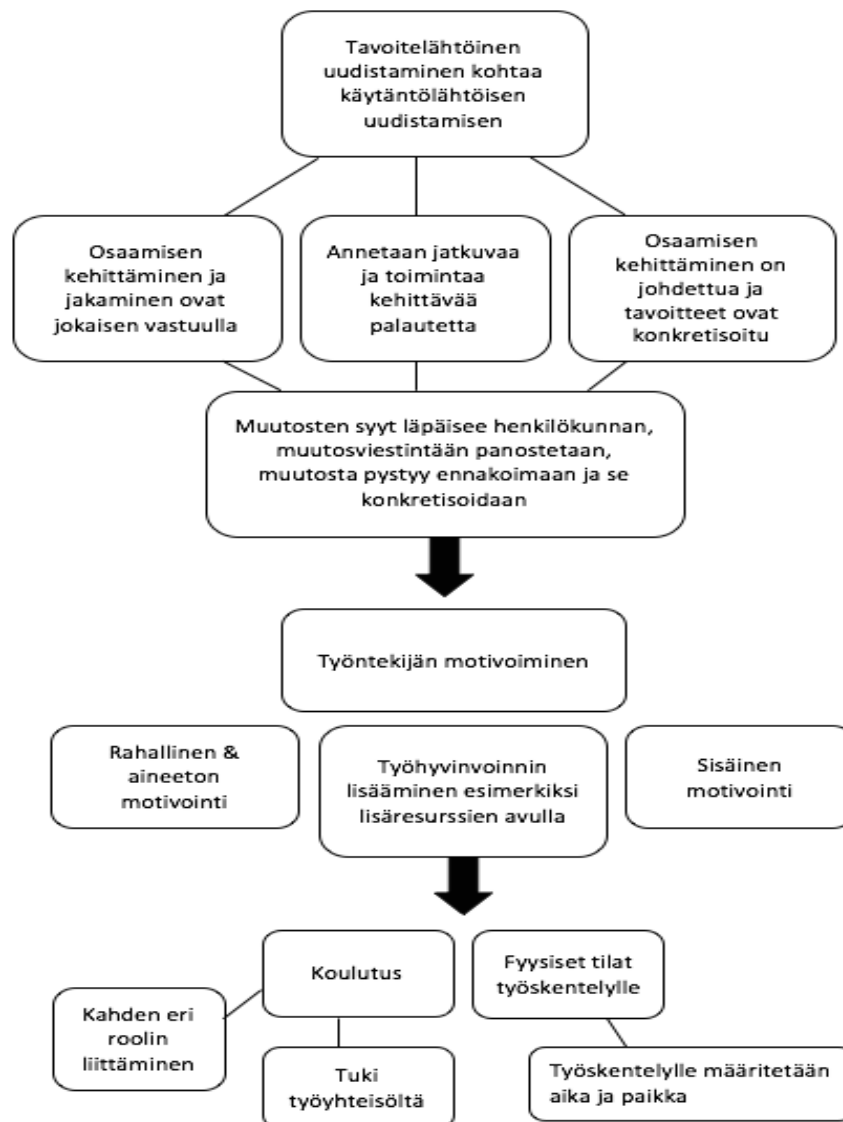 Tavoitelähtöinen
uudistaminen kohtaa
käytäntölähtöisen
uudistamisen
Osaamisen
kehittäminen ja
jakaminen ovat
jokaisen vastuulla
Annetaan jatkuvaa
ja toimintaa
kehittävää
palautetta
Osaamisen
kehittäminen on
johdettua ja
tavoitteet ovat
konkretisoitu
Muutosten syyt läpäisee henkilökunnan,
muutosviestintään panostetaan,
muutosta pystyy ennakoimaan ja se
konkretisoidaan
Työntekijän motivoiminen
Rahallinen &
aineeton
motivointi
Työhyvinvoinnin
lisääminen esimerkiksi
lisäresurssien avulla
Sisäinen
motivointi
Koulutus
Fyysiset tilat
työskentelylle
Kahden eri
roolin
liittäminen
Tuki
työyhteisöltä
Työskentelylle määritetään
aika ja paikka